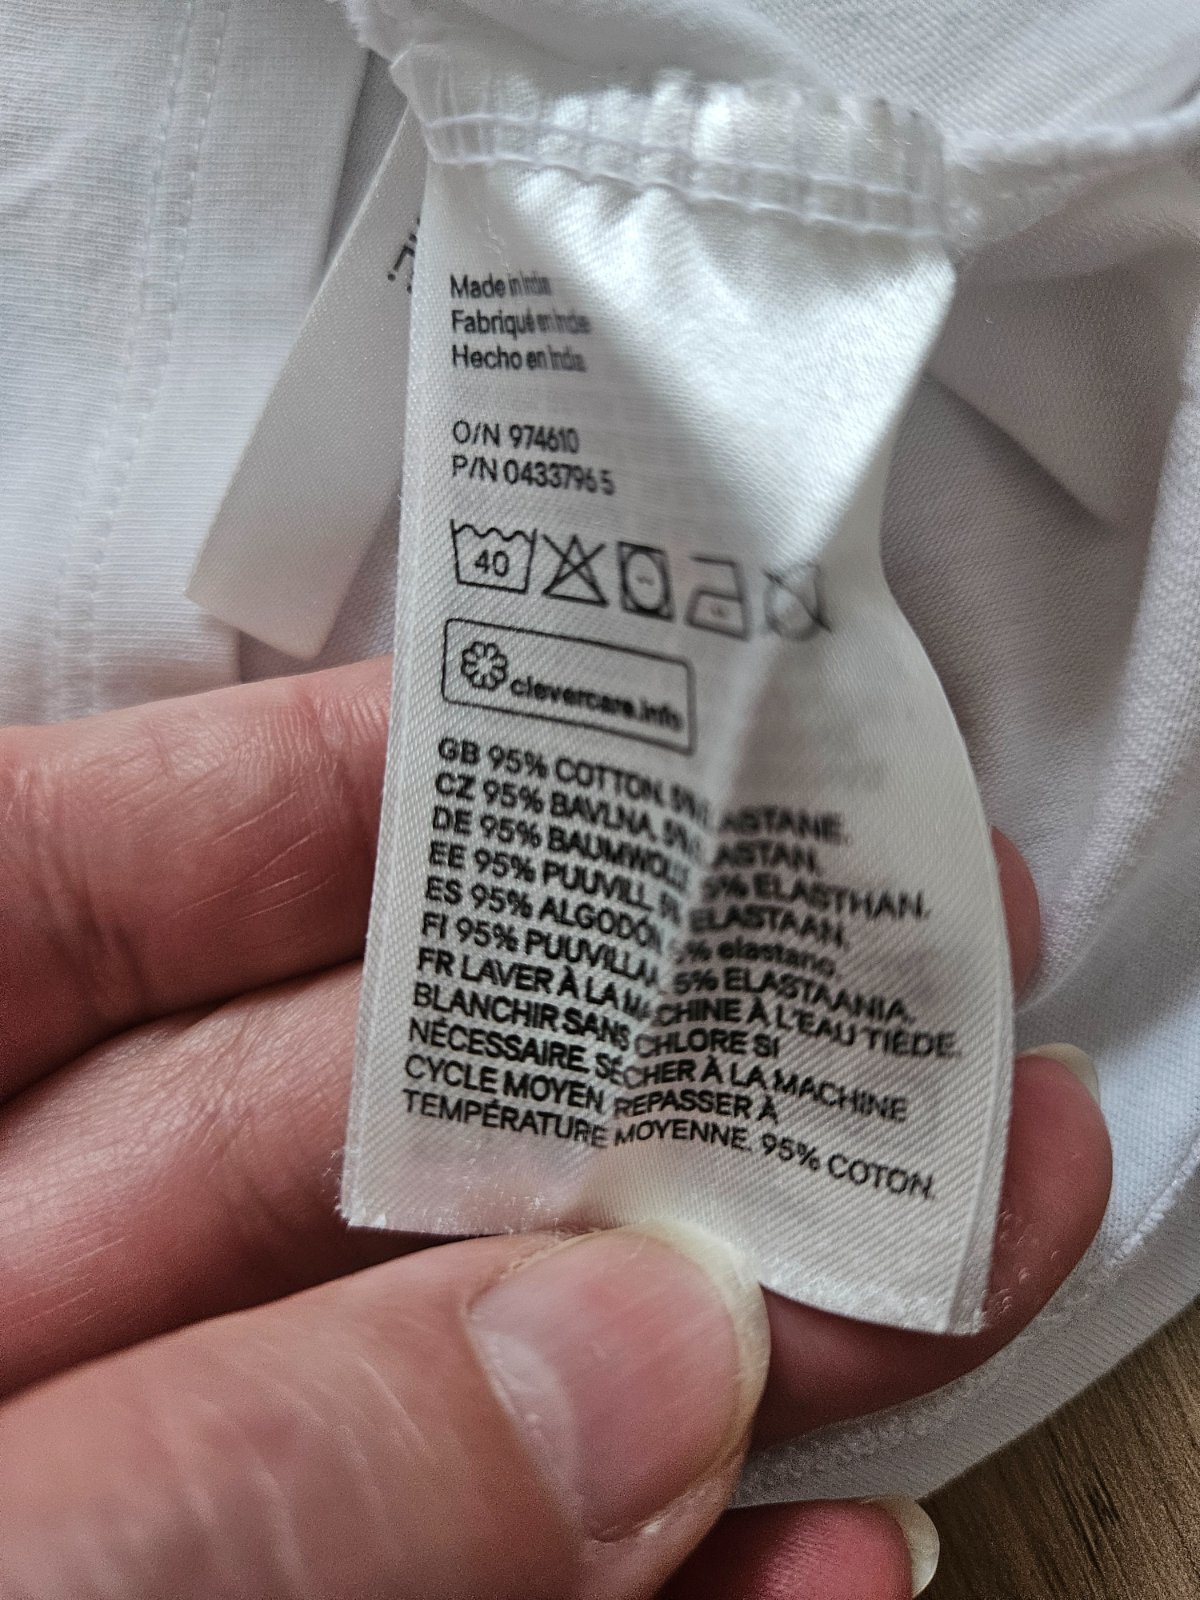 Made in India
Fabriqué en Inde
Hecho en India
O/N 974610
P/N 04337965
40
clevercare.info
GB 95% COTTON. 5% ELASTANE.
CZ 95% BAVLNA. 5% ELASTAN.
DE 95% BAUMWOLLE 5% ELASTHAN.
EE 95% PUUVILL, 5% ELASTAAN.
ES 95% ALGODÓN 5% elastano.
FI 95% PUUVILLAA. 5% ELASTAANIA.
FR LAVER À LA MACHINE À L'EAU TIÈDE.
BLANCHIR SANS CHLORE SI
NÉCESSAIRE. SÉCHER À LA MACHINE
CYCLE MOYEN. REPASSER À
TEMPÉRATURE MOYENNE. 95% COTON.